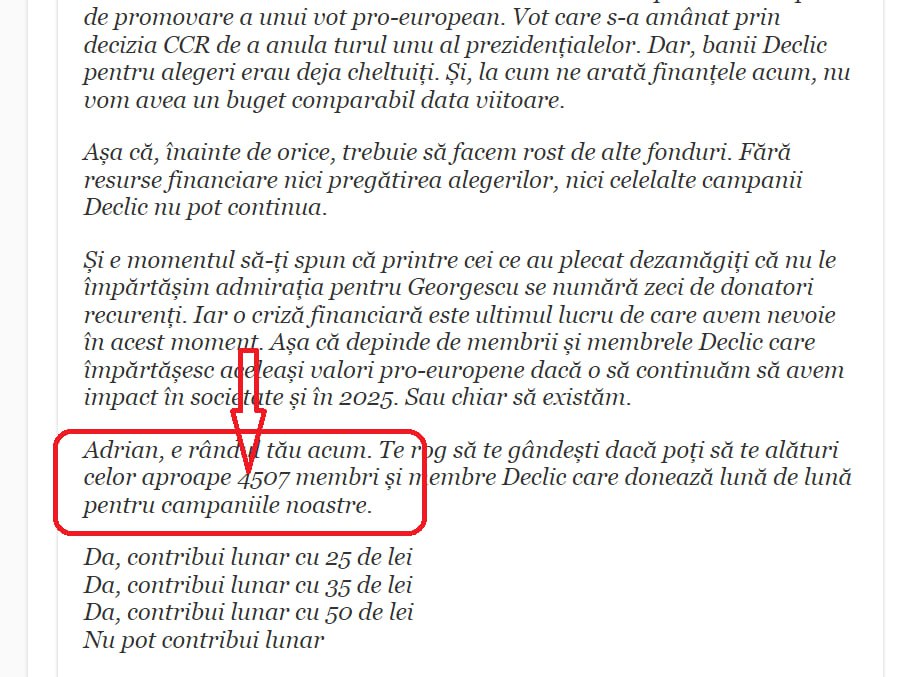 de promovare a unui vot pro-european. Vot care s-a amânat prin
decizia CCR de a anula turul unu al prezidențialelor. Dar, banii Declic
pentru alegeri erau deja cheltuiți. Și, la cum ne arată finanțele acum, nu
vom avea un buget comparabil data viitoare.
Așa că, înainte de orice, trebuie să facem rost de alte fonduri. Fără
resurse financiare nici pregătirea alegerilor, nici celelalte campanii
Declic nu pot continua.
Și e momentul să-ți spun că printre cei ce au plecat dezamăgiți că nu le
împărtășim admirația pentru Georgescu se numără zeci de donatori
recurenți. Iar o criză financiară este ultimul lucru de care avem nevoie
în acest moment. Așa că depinde de membrii și membrele Declic care
împărtășesc aceleași valori pro-europene dacă o să continuăm să avem
impact în societate și în 2025. Sau chiar să existăm.
Adrian, e rândul tău acum. Te rog să te gândești dacă poți să te alături
celor aproape 4507 membri și membre Declic care donează lună de lună
pentru campaniile noastre.
Da, contribui lunar cu 25 de lei
Da, contribui lunar cu 35 de lei
Da, contribui lunar cu 50 de lei
Nu pot contribui lunar